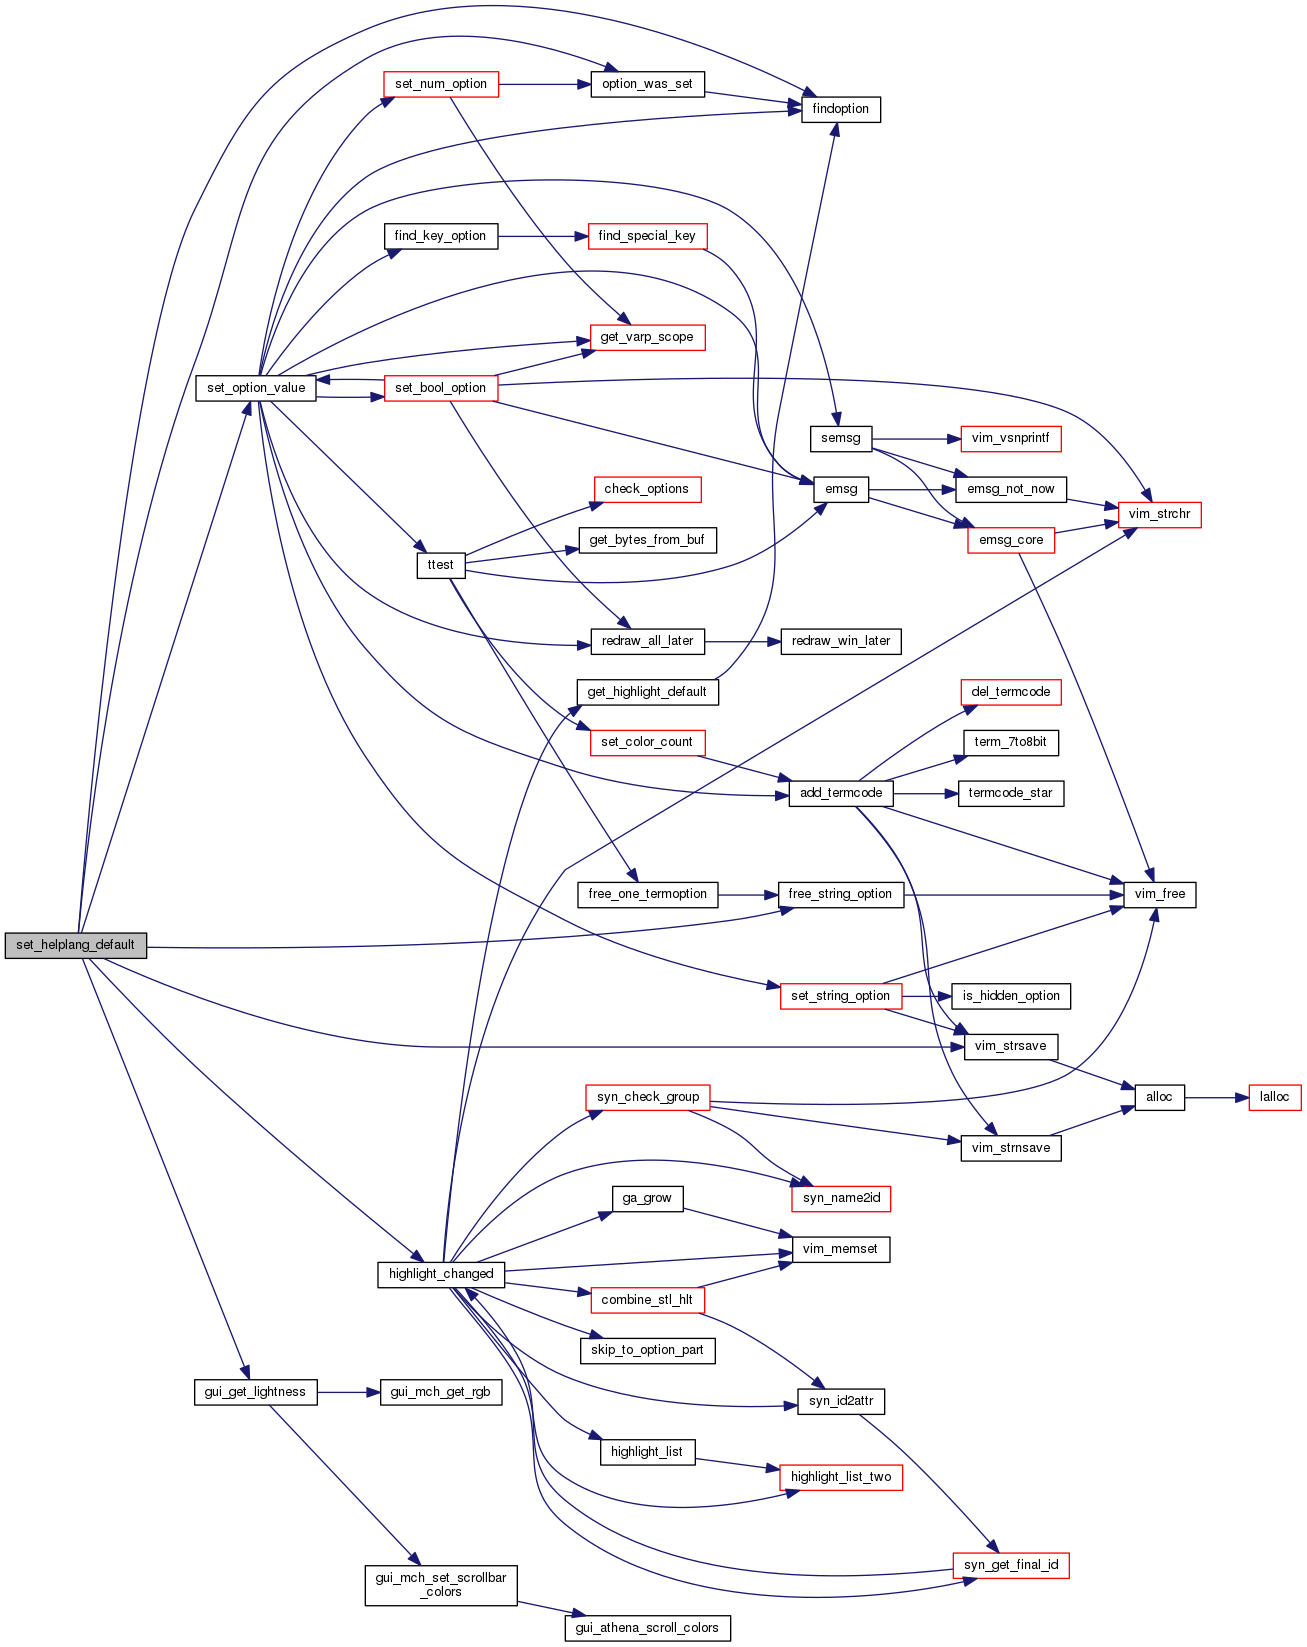 set_num_option
option_was_set
findoption
find_key_option
find_special_key
get_varp_scope
set_option_value
set_bool_option
semsg
vim_vsnprintf
check_options
emsg
emsg_not_now
vim_strchr
get_bytes_from_buf
emsg_core
ttest
redraw_all_later
redraw_win_later
get_highlight_default
del_termcode
set_color_count
term_7to8bit
add_termcode
termcode_star
free_one_termoption
free_string_option
vim_free
set_helplang_default
set_string_option
is_hidden_option
vim_strsave
syn_check_group
alloc
lalloc
vim_strnsave
ga_grow
syn_name2id
vim_memset
highlight_changed
combine_stl_hlt
skip_to_option_part
gui_get_lightness
gui_mch_get_rgb
syn_id2attr
highlight_list
highlight_list_two
syn_get_final_id
gui_mch_set_scrollbar
_colors
gui_athena_scroll_colors